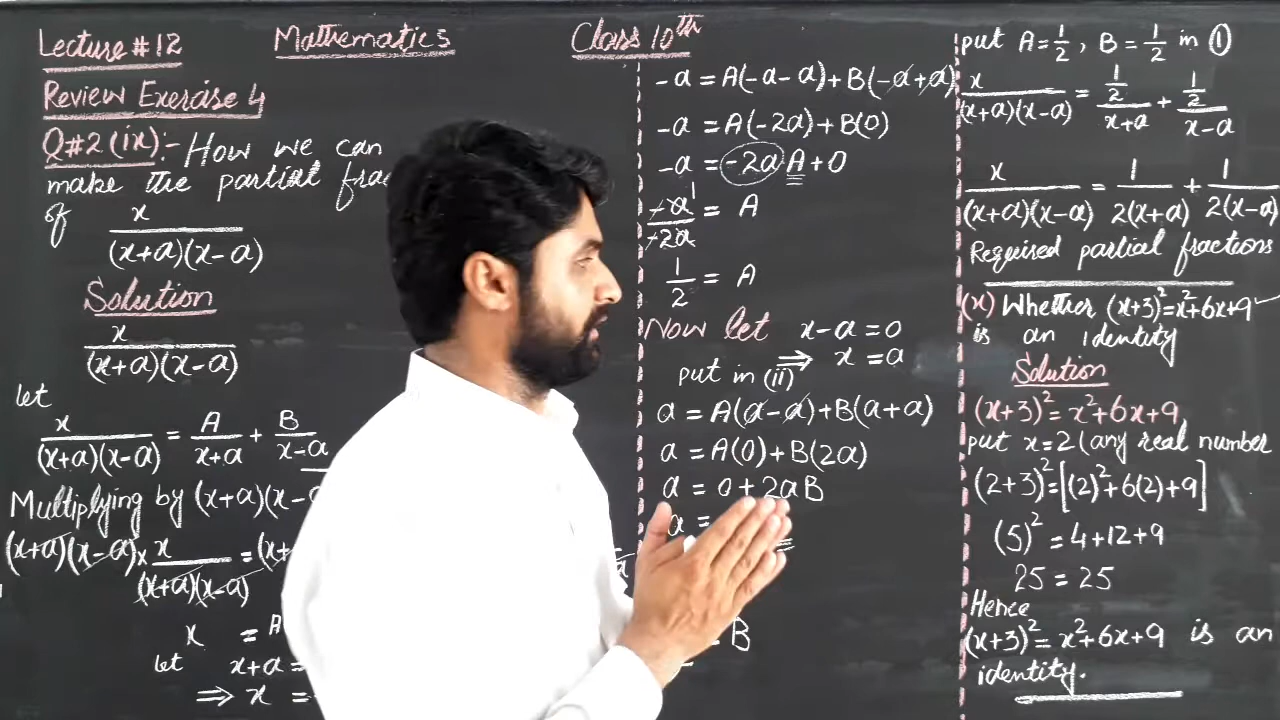 Lecture #12 Mathematics Class 10th
Review Exercise 4
Q#2 (ix):- How we can
make the partial frac
of x/(x+a)(x-a)
Solution
x/(x+a)(x-a)
let
x/(x+a)(x-a) = A/x+a + B/x-a
Multiplying by (x+a)(x-a
(x+a)(x-a) × x/(x+a)(x-a) = (x+
x = A
let x+a =
⇒ x =
-a = A(-a-a)+B(-a+a)
-a = A(-2a)+B(0)
-a = -2a A+0
-a/-2a 1 = A
1/2 = A
Now let x-a=0
put in (ii) ⇒ x=a
a = A(a-a)+B(a+a)
a = A(0)+B(2a)
a = 0+2aB
a =
= B
put A=1/2, B=1/2 in ①
x/(x+a)(x-a) = 1/2/x+a + 1/2/x-a
x/(x+a)(x-a) = 1/2(x+a) + 1/2(x-a)
Required partial fractions
(x) Whether (x+3)²=x²+6x+9
is an identity
Solution
(x+3)² = x²+6x+9
put x=2 (any real number
(2+3)²=[(2)²+6(2)+9]
(5)² = 4+12+9
25 = 25
Hence
(x+3)² = x²+6x+9 is an
identity.